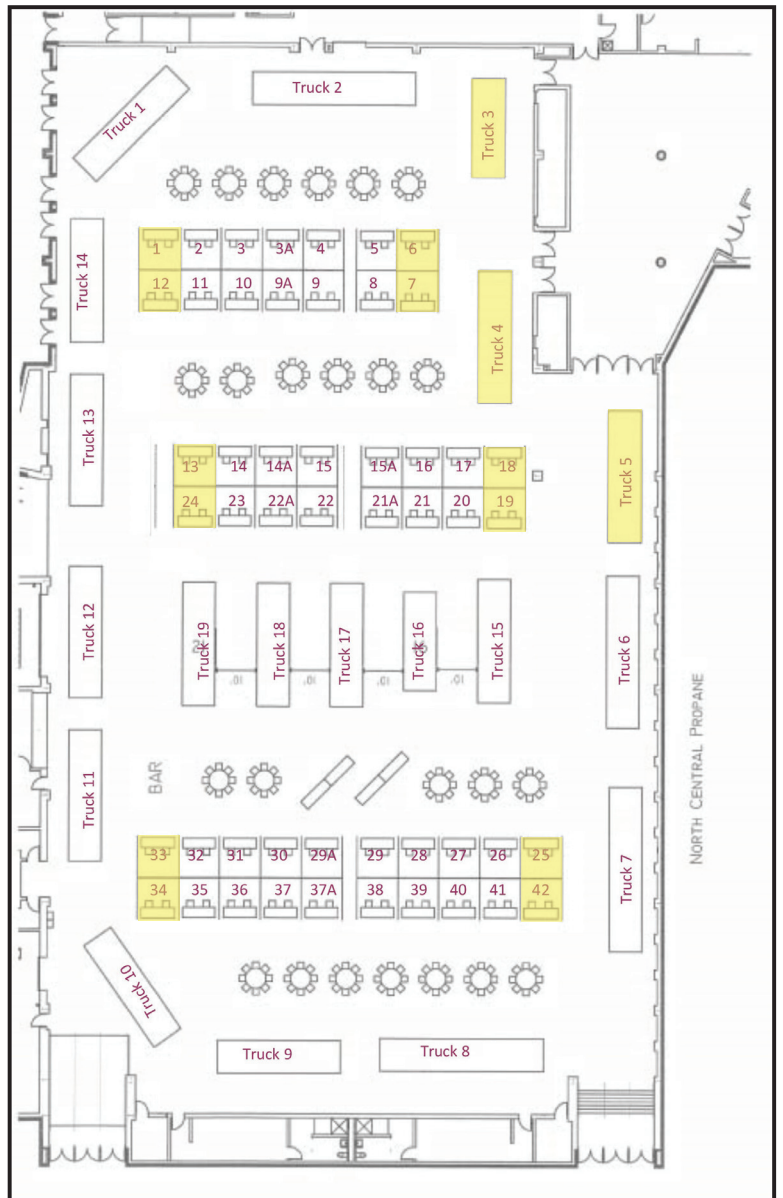 Truck 1
Truck 2
Truck 3
1 2 3 3A 4 5 6
12 11 10 9A 9 8 7
Truck 14
Truck 4
Truck 13
13 14 14A 15 15A 16 17 18
24 23 22A 22 21A 21 20 19
Truck 5
Truck 12
Truck 19
Truck 18
Truck 17
Truck 16
Truck 15
Truck 6
10' 10' 10' 10'
NORTH CENTRAL PROPANE
Truck 11
BAR
33 32 31 30 29A 29 28 27 26 25
34 35 36 37 37A 38 39 40 41 42
Truck 7
Truck 10
Truck 9
Truck 8